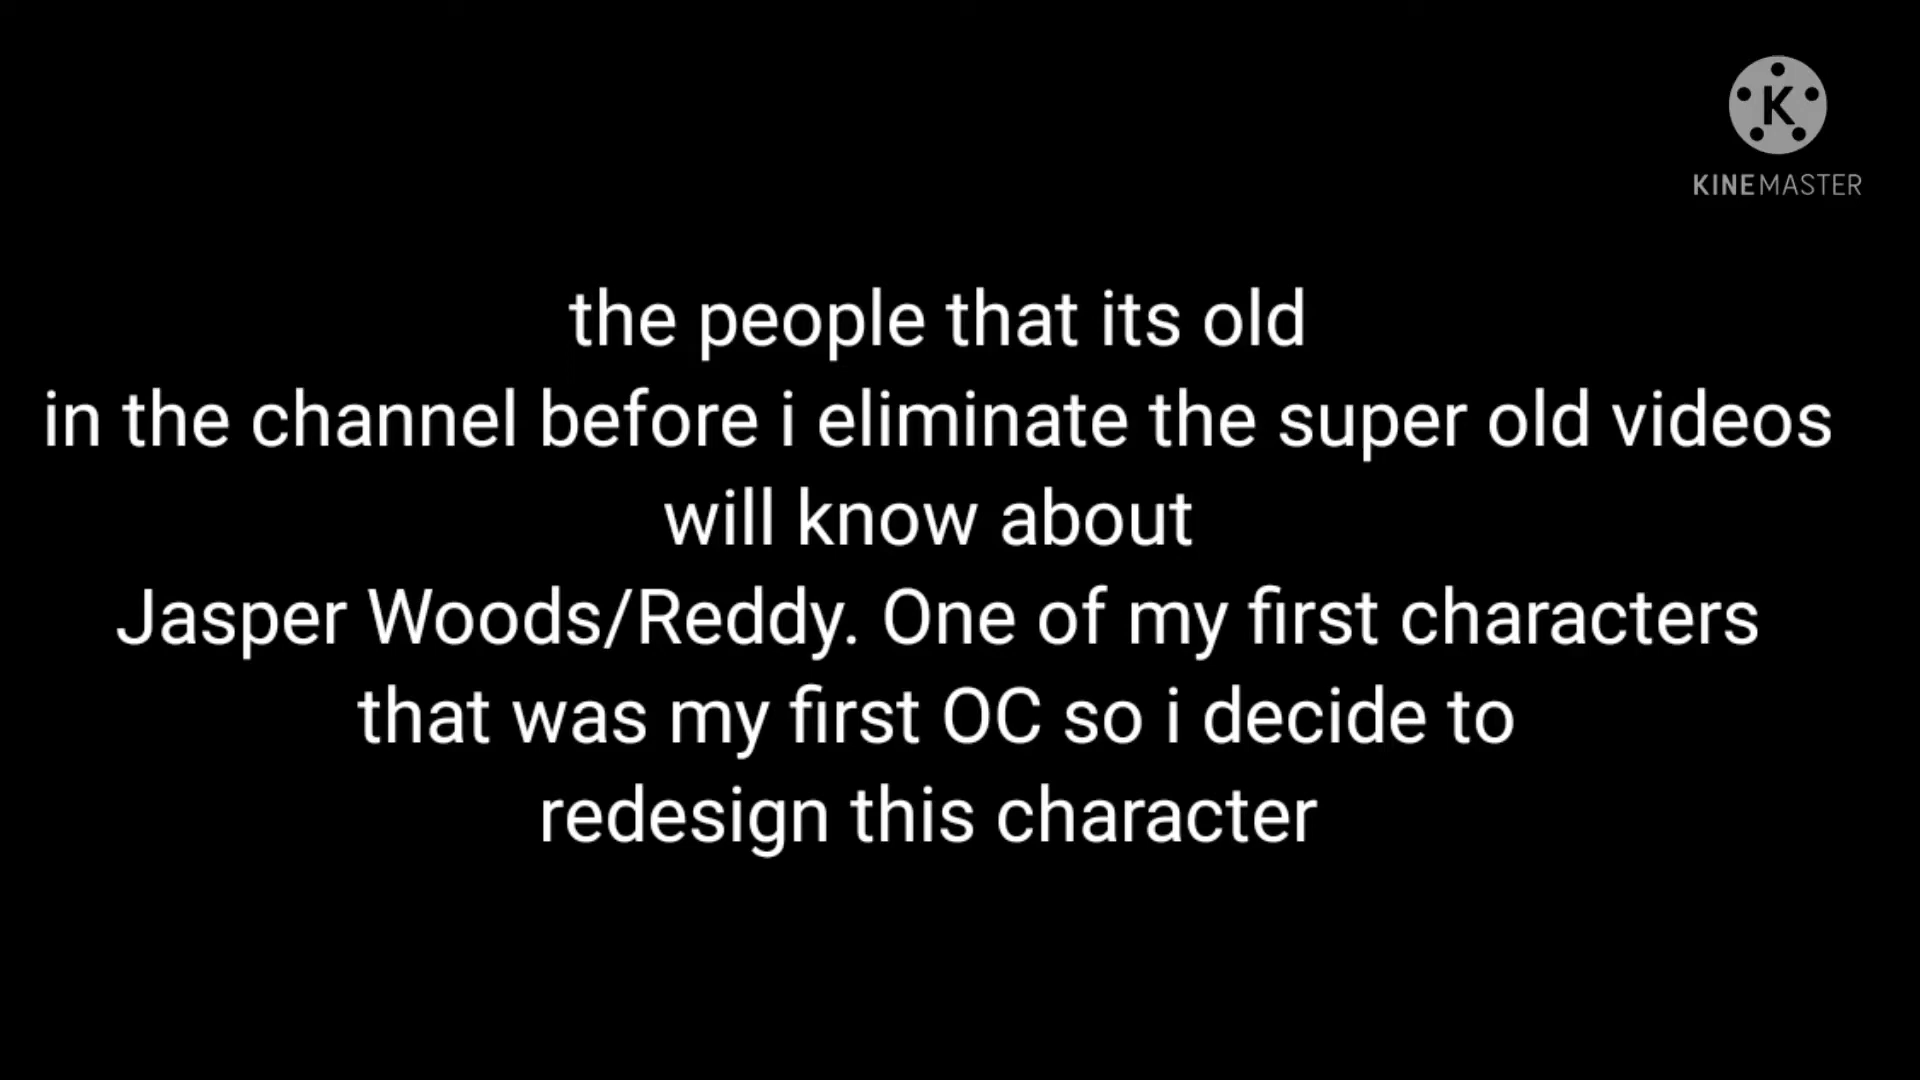 KINEMASTER
the people that its old
in the channel before i eliminate the super old videos
will know about
Jasper Woods/Reddy. One of my first characters
that was my first OC so i decide to
redesign this character